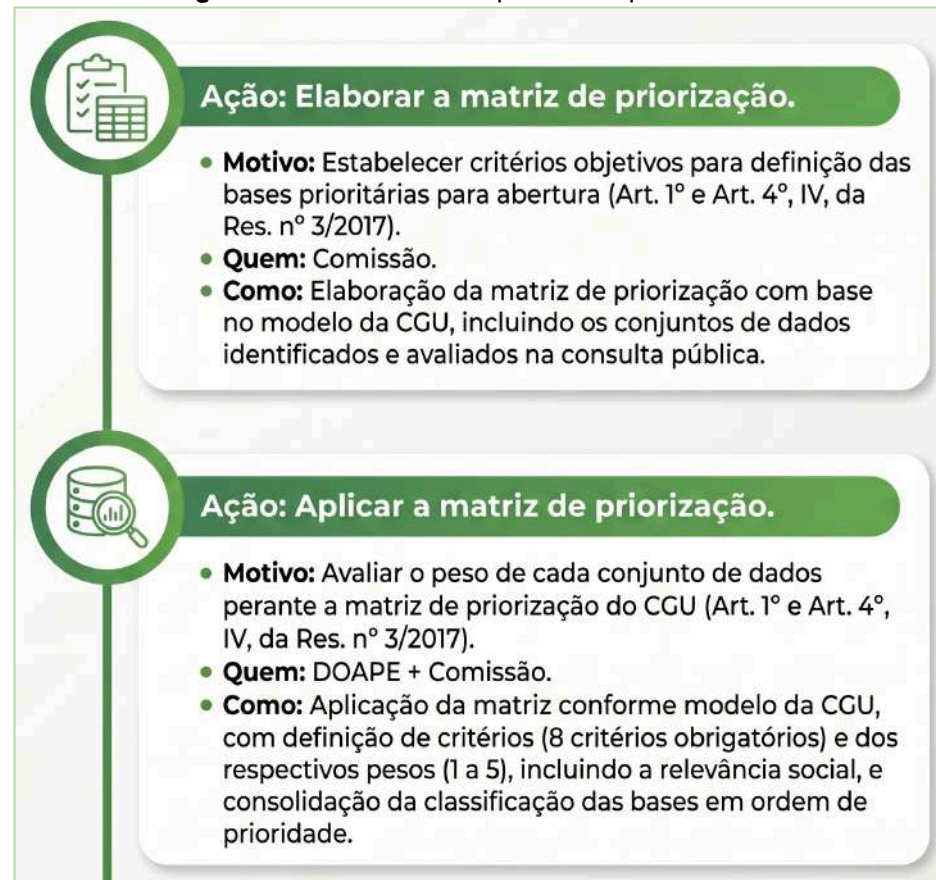 Ação: Elaborar a matriz de priorização.
• Motivo: Estabelecer critérios objetivos para definição das
bases prioritárias para abertura (Art. 1º e Art. 4º, IV, da
Res. nº 3/2017).
• Quem: Comissão.
• Como: Elaboração da matriz de priorização com base
no modelo da CGU, incluindo os conjuntos de dados
identificados e avaliados na consulta pública.
Ação: Aplicar a matriz de priorização.
• Motivo: Avaliar o peso de cada conjunto de dados
perante a matriz de priorização do CGU (Art. 1º e Art. 4º,
IV, da Res. nº 3/2017).
• Quem: DOAPE + Comissão.
• Como: Aplicação da matriz conforme modelo da CGU,
com definição de critérios (8 critérios obrigatórios) e dos
respectivos pesos (1 a 5), incluindo a relevância social, e
consolidação da classificação das bases em ordem de
prioridade.